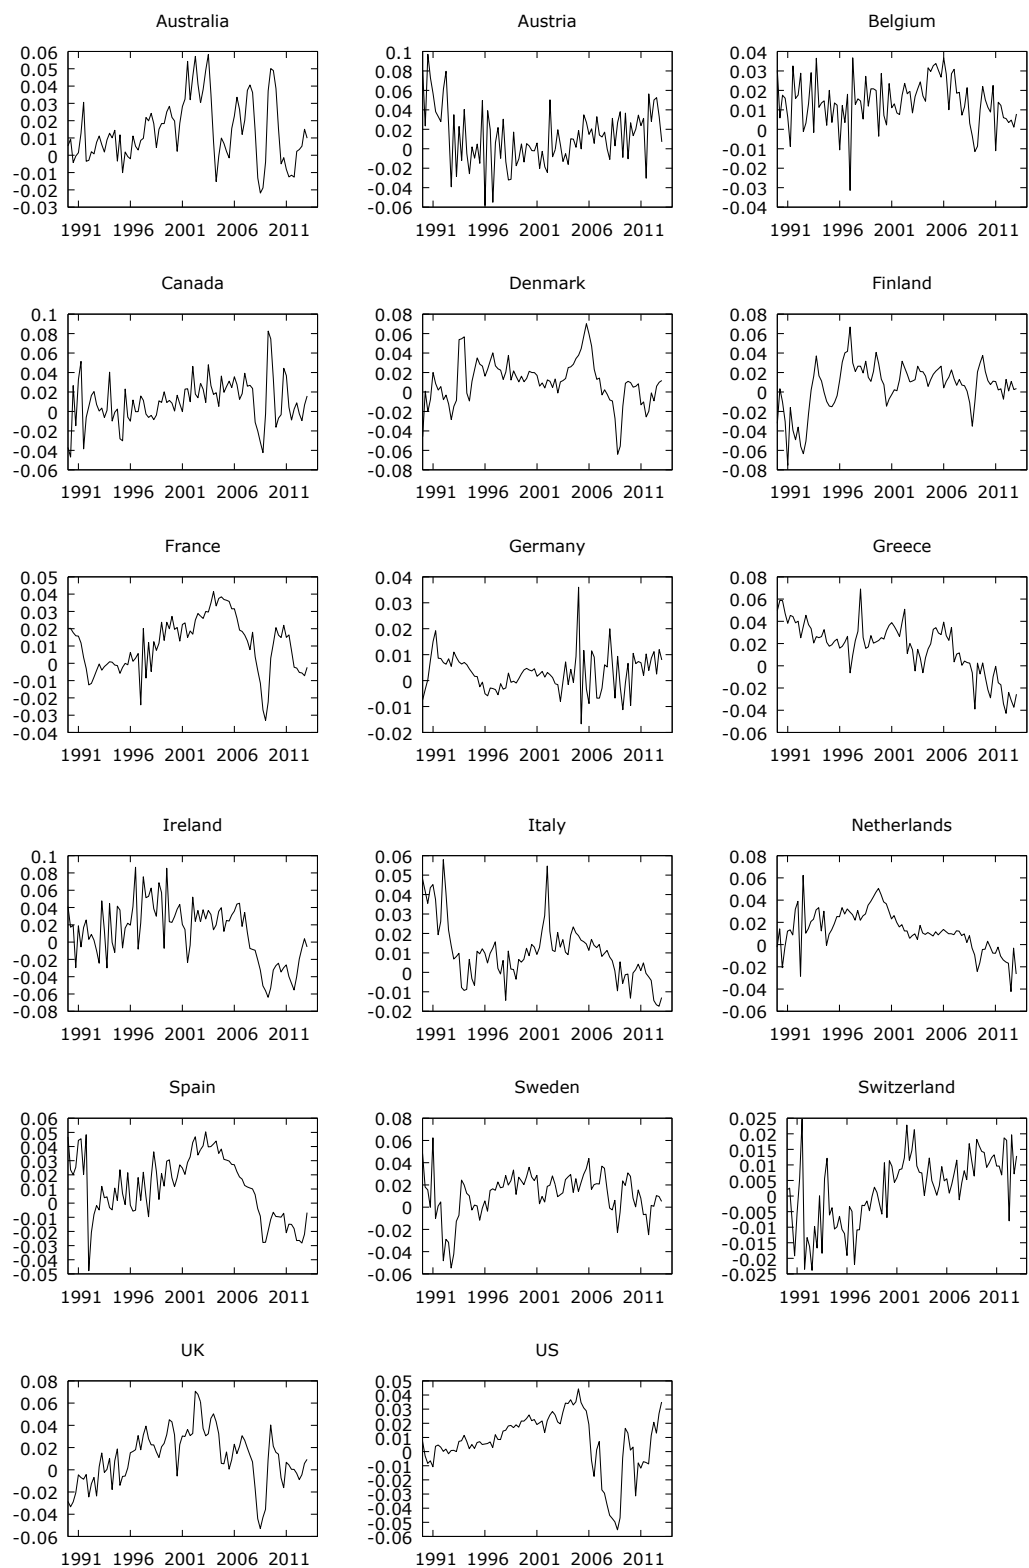 Australia Austria Belgium
0.06 0.1 0.04
0.05 0.08 0.03
0.04 0.06 0.02
0.03 0.04 0.01
0.02 0.02 0
0.01 0 -0.01
0 -0.02 -0.02
-0.01 -0.04 -0.03
-0.02 -0.06 -0.04
-0.03
1991 1996 2001 2006 2011 1991 1996 2001 2006 2011 1991 1996 2001 2006 2011
Canada Denmark Finland
0.1 0.08 0.08
0.08 0.06 0.06
0.06 0.04 0.04
0.04 0.02 0.02
0.02 0 0
0 -0.02 -0.02
-0.02 -0.04 -0.04
-0.04 -0.06 -0.06
-0.06 -0.08 -0.08
1991 1996 2001 2006 2011 1991 1996 2001 2006 2011 1991 1996 2001 2006 2011
France Germany Greece
0.05 0.04 0.08
0.04 0.03 0.06
0.03 0.02 0.04
0.02 0.01 0.02
0.01 0 0
0 -0.01 -0.02
-0.01 -0.02 -0.04
-0.02 -0.06
-0.03
-0.04
1991 1996 2001 2006 2011 1991 1996 2001 2006 2011 1991 1996 2001 2006 2011
Ireland Italy Netherlands
0.1 0.06 0.08
0.08 0.05 0.06
0.06 0.04 0.04
0.04 0.03 0.02
0.02 0.02 0
0 0.01 -0.02
-0.02 0 -0.04
-0.04 -0.01 -0.06
-0.06 -0.02
-0.08
1991 1996 2001 2006 2011 1991 1996 2001 2006 2011 1991 1996 2001 2006 2011
Spain Sweden Switzerland
0.06 0.08 0.025
0.05 0.06 0.02
0.04 0.04 0.015
0.03 0.02 0.01
0.02 0 0.005
0.01 -0.02 0
0 -0.04 -0.005
-0.01 -0.06 -0.01
-0.02 -0.015
-0.03 -0.02
-0.04 -0.025
-0.05
1991 1996 2001 2006 2011 1991 1996 2001 2006 2011 1991 1996 2001 2006 2011
UK US
0.08 0.05
0.06 0.04
0.04 0.03
0.02 0.02
0 0.01
-0.02 0
-0.04 -0.01
-0.06 -0.02
-0.03
-0.04
-0.05
-0.06
1991 1996 2001 2006 2011 1991 1996 2001 2006 2011